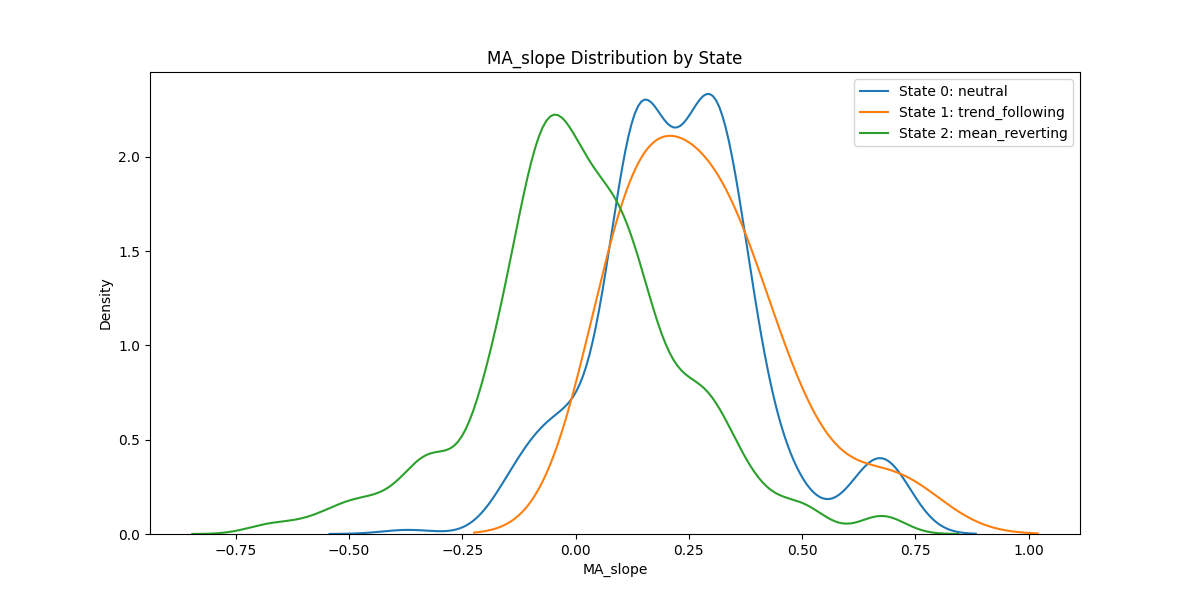 MA_slope Distribution by State
State 0: neutral
State 1: trend_following
State 2: mean_reverting
Density
2.0
1.5
1.0
0.5
0.0
−0.75
−0.50
−0.25
0.00
0.25
0.50
0.75
1.00
MA_slope